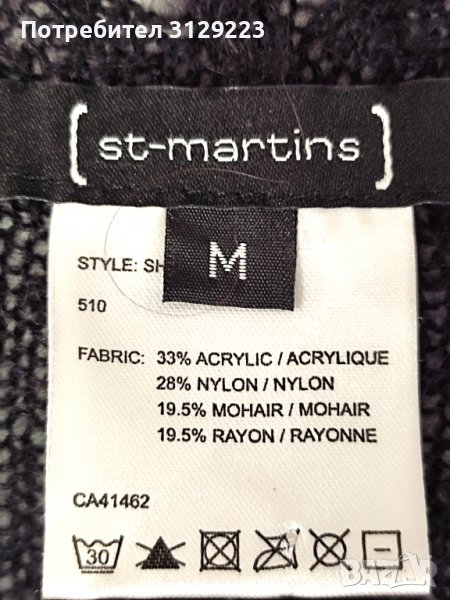 Потребител 3129223
[st-martins]
M
STYLE: SH
510
FABRIC: 33% ACRYLIC / ACRYLIQUE
28% NYLON / NYLON
19.5% MOHAIR / MOHAIR
19.5% RAYON / RAYONNE
CA41462
30
BAZAR